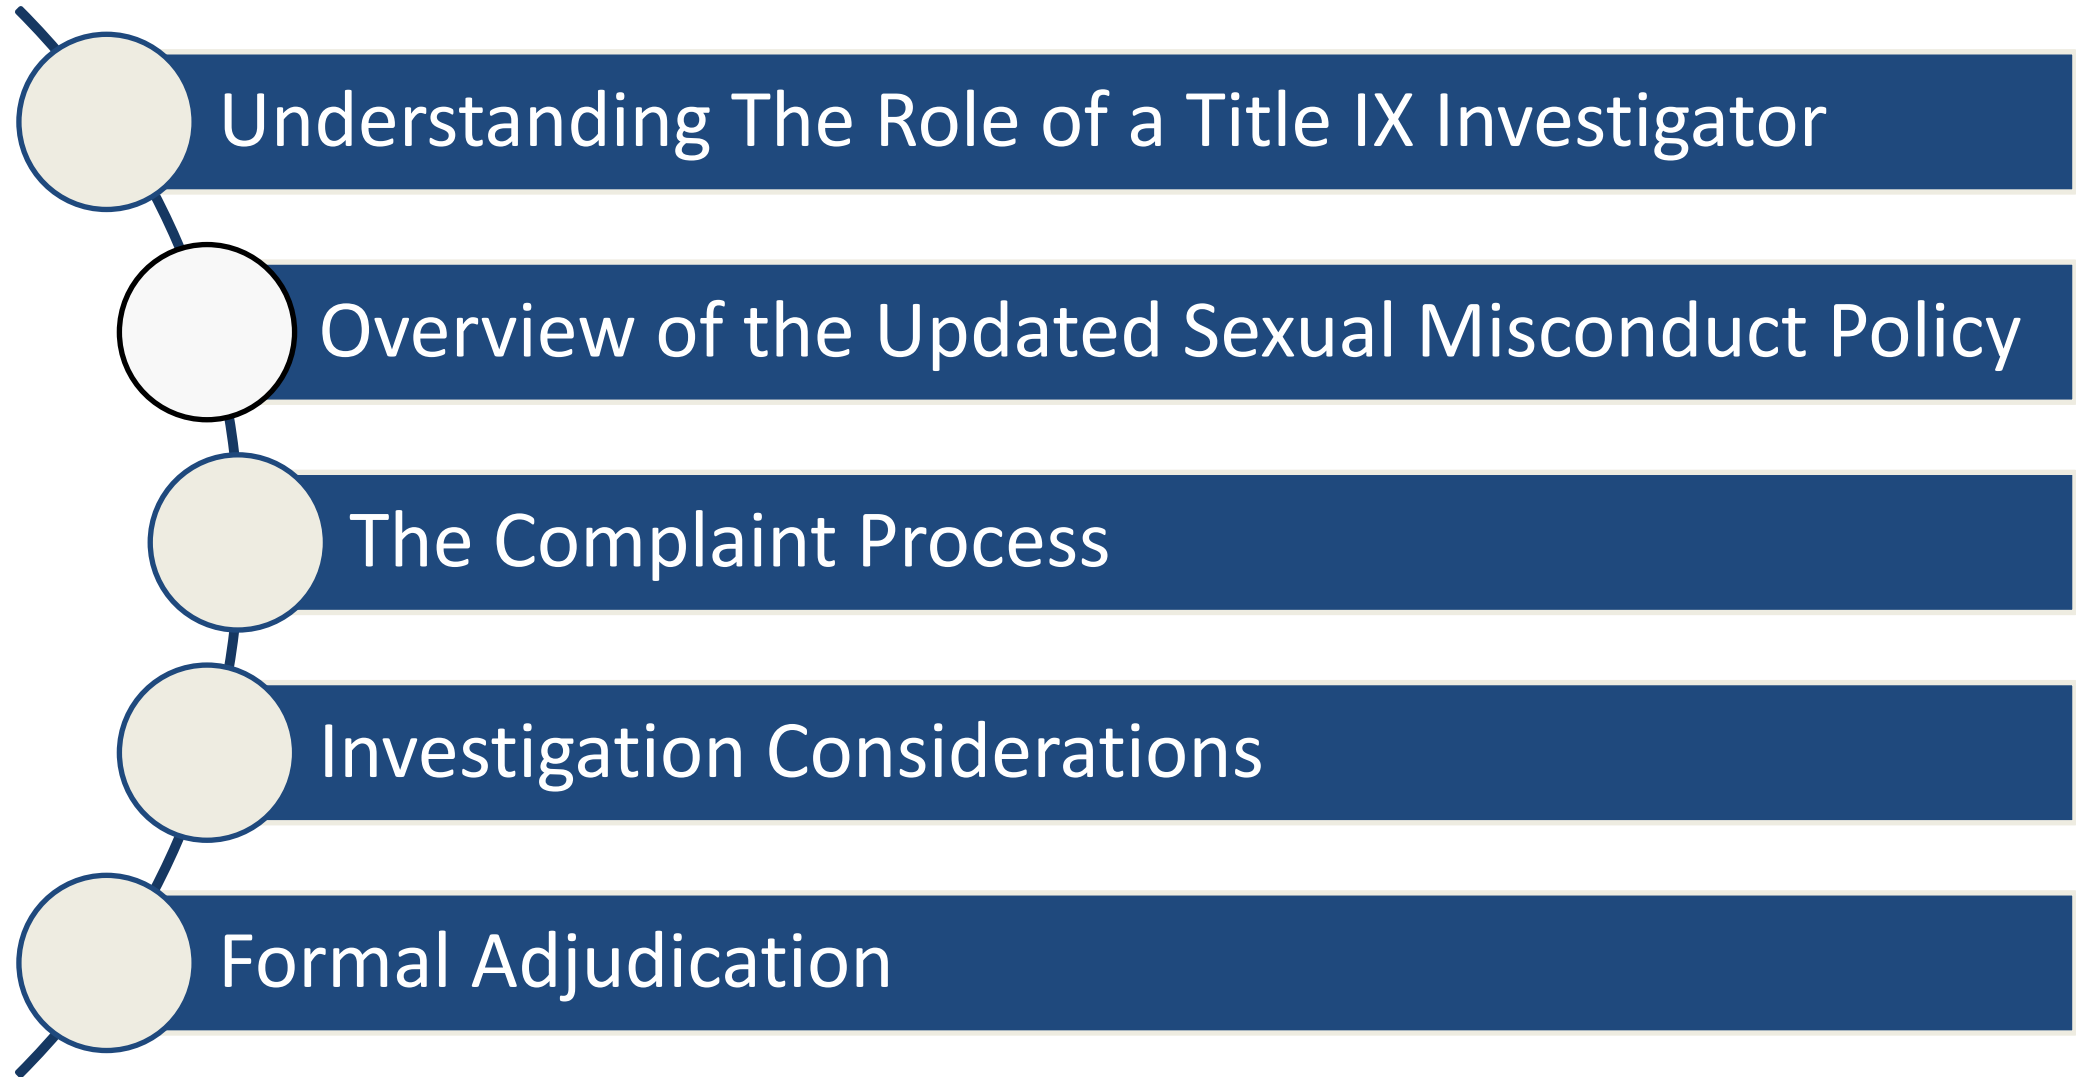 Understanding The Role of a Title IX Investigator
Overview of the Updated Sexual Misconduct Policy
The Complaint Process
Investigation Considerations
Formal Adjudication